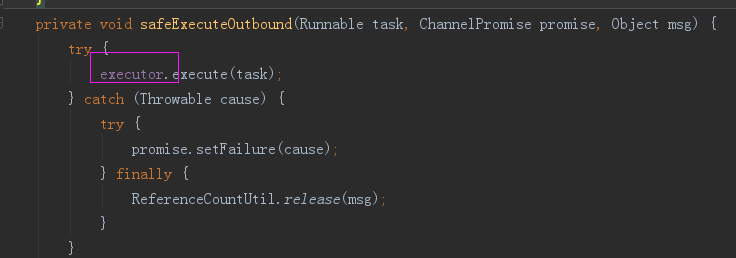 }
private void safeExecuteOutbound(Runnable task, ChannelPromise promise, Object msg) {
try {
executor.execute(task);
} catch (Throwable cause) {
try {
promise.setFailure(cause);
} finally {
ReferenceCountUtil.release(msg);
}
}